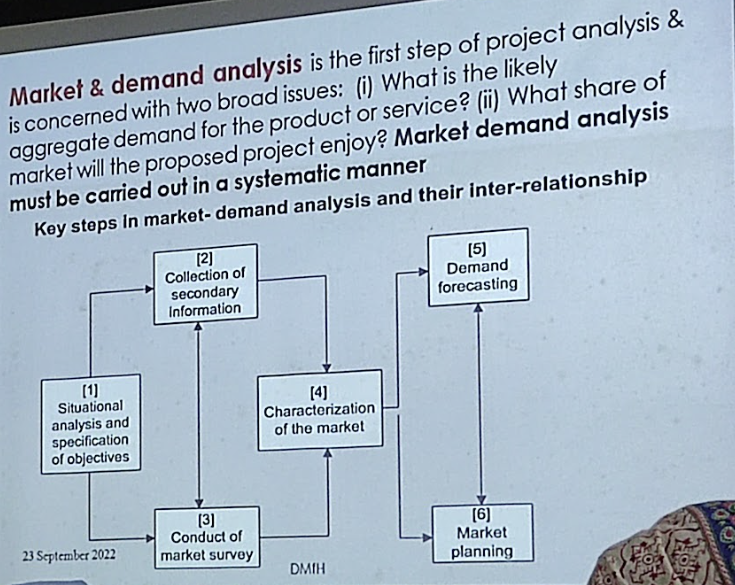 Market & demand analysis is the first step of project analysis &
is concerned with two broad issues: (i) What is the likely
aggregate demand for the product or service? (ii) What share of
market will the proposed project enjoy? Market demand analysis
must be carried out in a systematic manner
Key steps in market- demand analysis and their inter-relationship
[1]
Situational
analysis and
specification
of objectives
[2]
Collection of
secondary
information
[3]
Conduct of
market survey
[4]
Characterization
of the market
[5]
Demand
forecasting
[6]
Market
planning
23 September 2022
DMIH